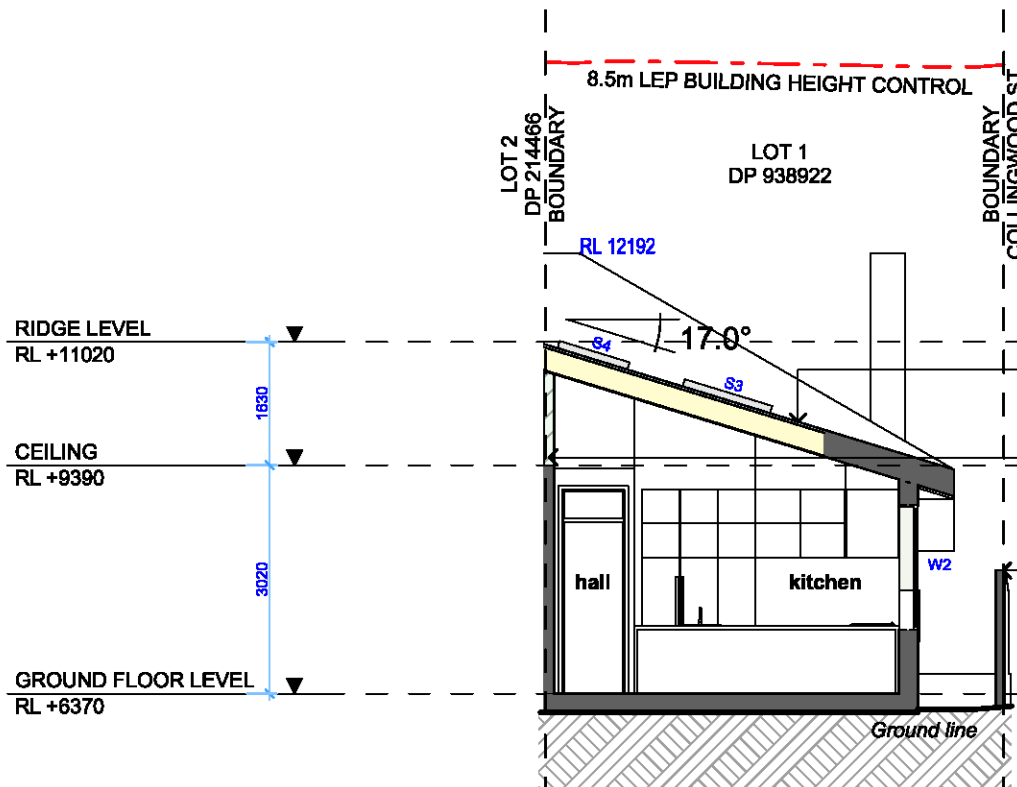 8.5m LEP BUILDING HEIGHT CONTROL
LOT 2
DP 214466
BOUNDARY
LOT 1
DP 938922
BOUNDARY
COLLINGWOOD ST
RL 12192
17.0°
S4
S3
RIDGE LEVEL
RL +11020
1630
CEILING
RL +9390
3020
hall
kitchen
W2
GROUND FLOOR LEVEL
RL +6370
Ground line